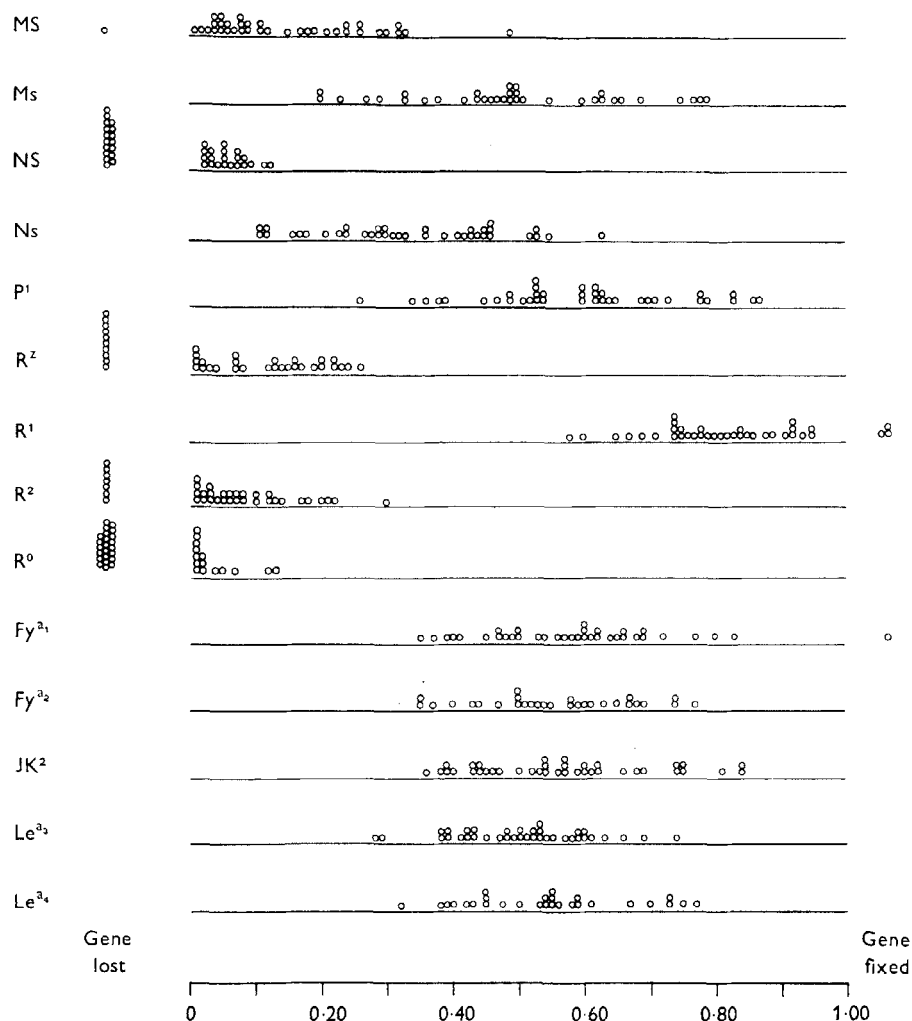 MS
Ms
NS
Ns
P¹
Rᶻ
R¹
R²
R⁰
Fyᵃ¹
Fyᵃ²
JK²
Leᵃ³
Leᵃ⁴
Gene
lost
Gene
fixed
0 0·20 0·40 0·60 0·80 1·00